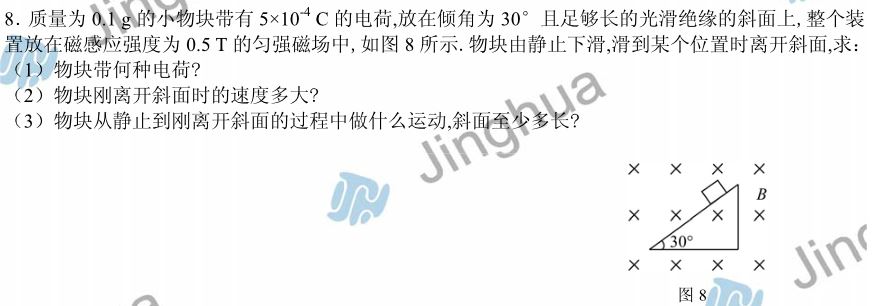 8. 质量为 0.1 g 的小物块带有 5×10⁻⁴ C 的电荷,放在倾角为 30° 且足够长的光滑绝缘的斜面上, 整个装
置放在磁感应强度为 0.5 T 的匀强磁场中, 如图 8 所示. 物块由静止下滑,滑到某个位置时离开斜面,求:
(1) 物块带何种电荷?
(2) 物块刚离开斜面时的速度多大?
(3) 物块从静止到刚离开斜面的过程中做什么运动,斜面至少多长?
Jinghua
× × × ×
B
× × × ×
30°
× × × ×
图 8
Jin